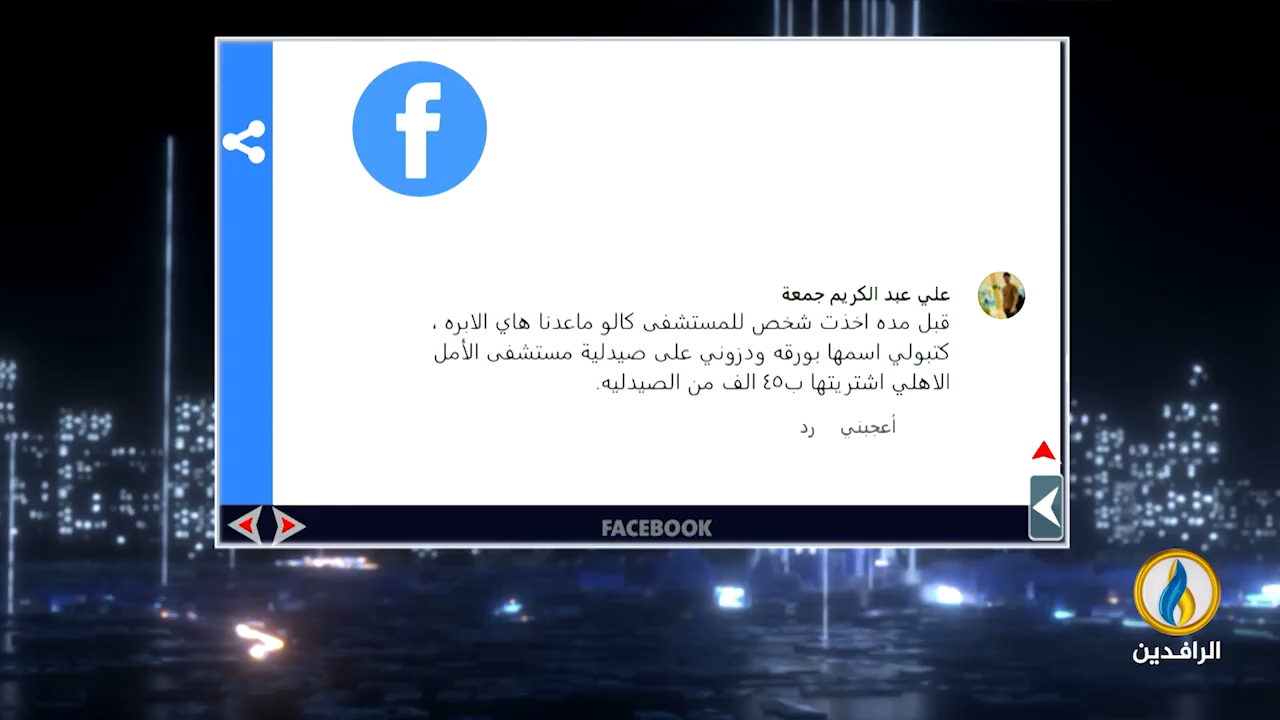 علي عبد الكريم جمعة
قبل مده اخذت شخص للمستشفى كالو ماعدنا هاي الابره ،
كتبولي اسمها بورقه ودزوني على صيدلية مستشفى الأمل
الاهلي اشتريتها ب٤٥ الف من الصيدليه.
أعجبني رد
FACEBOOK
الرافدين